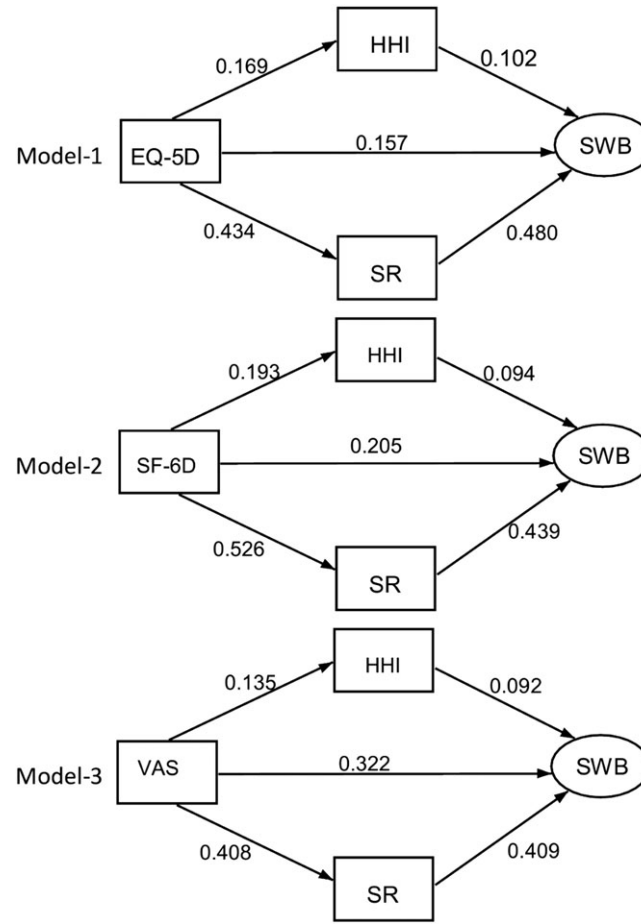 HHI
0.169
0.102
Model-1
EQ-5D
0.157
SWB
0.434
0.480
SR
HHI
0.193
0.094
Model-2
SF-6D
0.205
SWB
0.526
0.439
SR
HHI
0.135
0.092
Model-3
VAS
0.322
SWB
0.408
0.409
SR